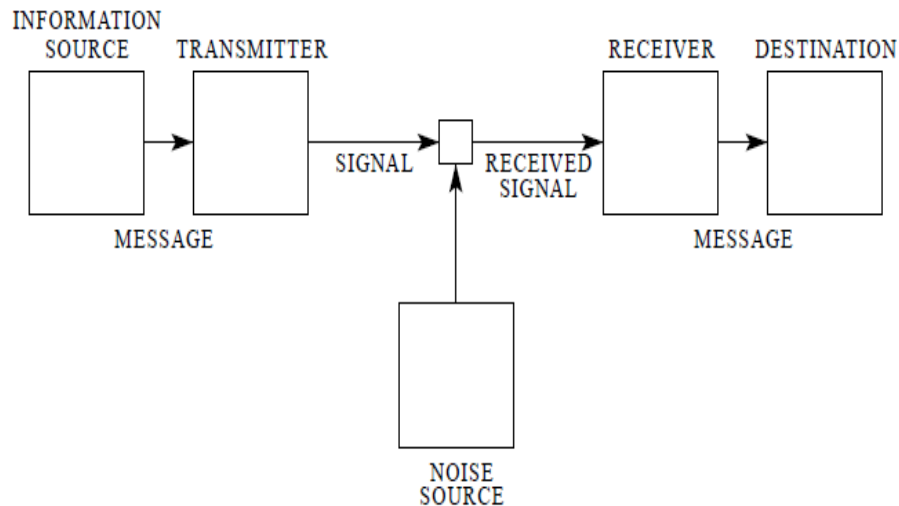 INFORMATION
SOURCE
TRANSMITTER
RECEIVER
DESTINATION
SIGNAL
RECEIVED
SIGNAL
MESSAGE
MESSAGE
NOISE
SOURCE